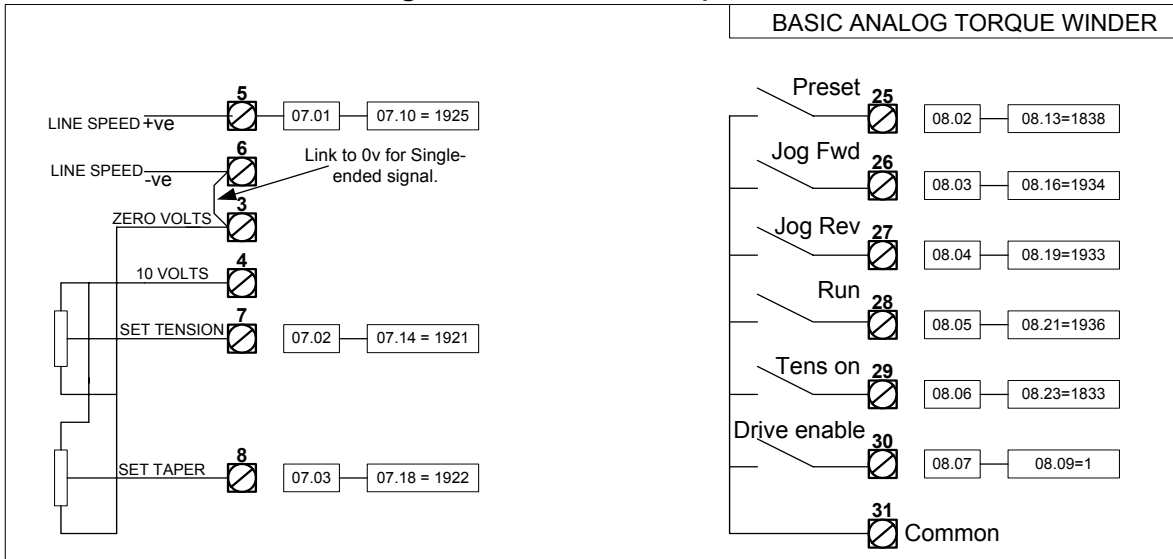 BASIC ANALOG TORQUE WINDER
5
LINE SPEED +ve
07.01
07.10 = 1925
6
LINE SPEED -ve
Link to 0v for Single-
ended signal.
3
ZERO VOLTS
4
10 VOLTS
7
SET TENSION
07.02
07.14 = 1921
8
SET TAPER
07.03
07.18 = 1922
Preset
25
08.02
08.13=1838
Jog Fwd
26
08.03
08.16=1934
Jog Rev
27
08.04
08.19=1933
Run
28
08.05
08.21=1936
Tens on
29
08.06
08.23=1833
Drive enable
30
08.07
08.09=1
31
Common